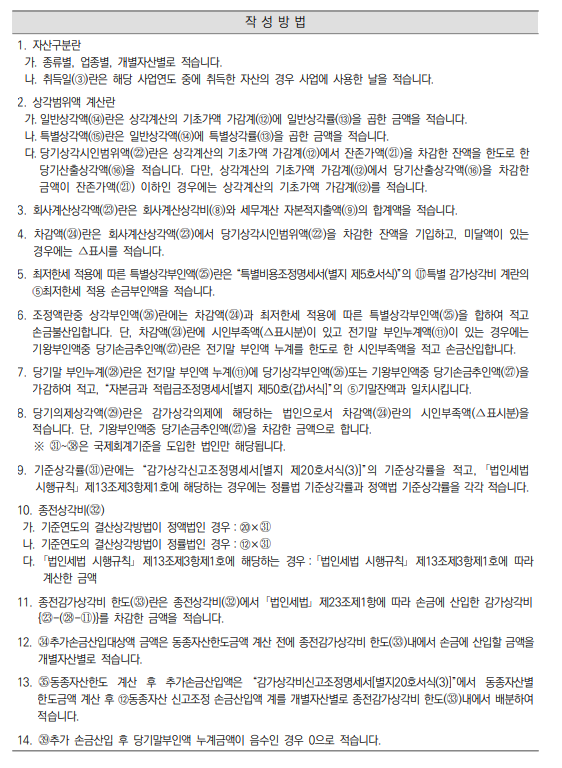 작 성 방 법
1. 자산구분란
가. 종류별, 업종별, 개별자산별로 적습니다.
나. 취득일(③)란은 해당 사업연도 중에 취득한 자산의 경우 사업에 사용한 날을 적습니다.
2. 상각범위액 계산란
가. 일반상각액(⑭)란은 상각계산의 기초가액 가감계(⑫)에 일반상각률(⑬)을 곱한 금액을 적습니다.
나. 특별상각액(⑮)란은 일반상각액(⑭)에 특별상각률(⑬)을 곱한 금액을 적습니다.
다. 당기상각시인범위액(㉒)란은 상각계산의 기초가액 가감계(⑫)에서 잔존가액(㉑)을 차감한 잔액을 한도로 한
당기산출상각액(⑯)을 적습니다. 다만, 상각계산의 기초가액 가감계(⑫)에서 당기산출상각액(⑯)을 차감한
금액이 잔존가액(㉑) 이하인 경우에는 상각계산의 기초가액 가감계(⑫)를 적습니다.
3. 회사계산상각액(㉓)란은 회사계산상각비(⑧)와 세무계산 자본적지출액(⑨)의 합계액을 적습니다.
4. 차감액(㉔)란은 회사계산상각액(㉓)에서 당기상각시인범위액(㉒)을 차감한 잔액을 기입하고, 미달액이 있는
경우에는 △표시를 적습니다.
5. 최저한세 적용에 따른 특별상각부인액(㉕)란은 "특별비용조정명세서(별지 제5호서식)"의 ⑰특별 감가상각비 계란의
⑤최저한세 적용 손금부인액을 적습니다.
6. 조정액란중 상각부인액(㉖)란에는 차감액(㉔)과 최저한세 적용에 따른 특별상각부인액(㉕)을 합하여 적고
손금불산입합니다. 단, 차감액(㉔)란에 시인부족액(△표시분)이 있고 전기말 부인누계액(⑪)이 있는 경우에는
기왕부인액중 당기손금추인액(㉗)란은 전기말 부인액 누계를 한도로 한 시인부족액을 적고 손금산입합니다.
7. 당기말 부인누계(㉘)란은 전기말 부인액 누계(⑪)에 당기상각부인액(㉖)또는 기왕부인액중 당기손금추인액(㉗)을
가감하여 적고, "자본금과 적립금조정명세서[별지 제50호(갑)서식]"의 ⑤기말잔액과 일치시킵니다.
8. 당기의제상각액(㉙)란은 감가상각의제에 해당하는 법인으로서 차감액(㉔)란의 시인부족액(△표시분)을
적습니다. 단, 기왕부인액중 당기손금추인액(㉗)을 차감한 금액으로 합니다.
※ ㉛~㊳은 국제회계기준을 도입한 법인만 해당됩니다.
9. 기준상각률(㉛)란에는 "감가상각신고조정명세서[별지 제20호서식(3)]"의 기준상각률을 적고, 「법인세법
시행규칙」 제13조제3항제1호에 해당하는 경우에는 정률법 기준상각률과 정액법 기준상각률을 각각 적습니다.
10. 종전상각비(㉜)
가. 기준연도의 결산상각방법이 정액법인 경우 : ⑳×㉛
나. 기준연도의 결산상각방법이 정률법인 경우 : ⑫×㉛
다. 「법인세법 시행규칙」 제13조제3항제1호에 해당하는 경우 : 「법인세법 시행규칙」 제13조제3항제1호에 따라
계산한 금액
11. 종전감가상각비 한도(㉝)란은 종전상각비(㉜)에서 「법인세법」 제23조제1항에 따라 손금에 산입한 감가상각비
{㉓-(㉘-⑪)}를 차감한 금액을 적습니다.
12. ㉞추가손금산입대상액 금액은 동종자산한도금액 계산 전에 종전감가상각비 한도(㉝)내에서 손금에 산입할 금액을
개별자산별로 적습니다.
13. ㉟동종자산한도 계산 후 추가손금산입액은 "감가상각비신고조정명세서[별지20호서식(3)]"에서 동종자산별
한도금액 계산 후 ⑫동종자산 신고조정 손금산입액 계를 개별자산별로 종전감가상각비 한도(㉝)내에서 배분하여
적습니다.
14. ㊴추가 손금산입 후 당기말부인액 누계금액이 음수인 경우 0으로 적습니다.